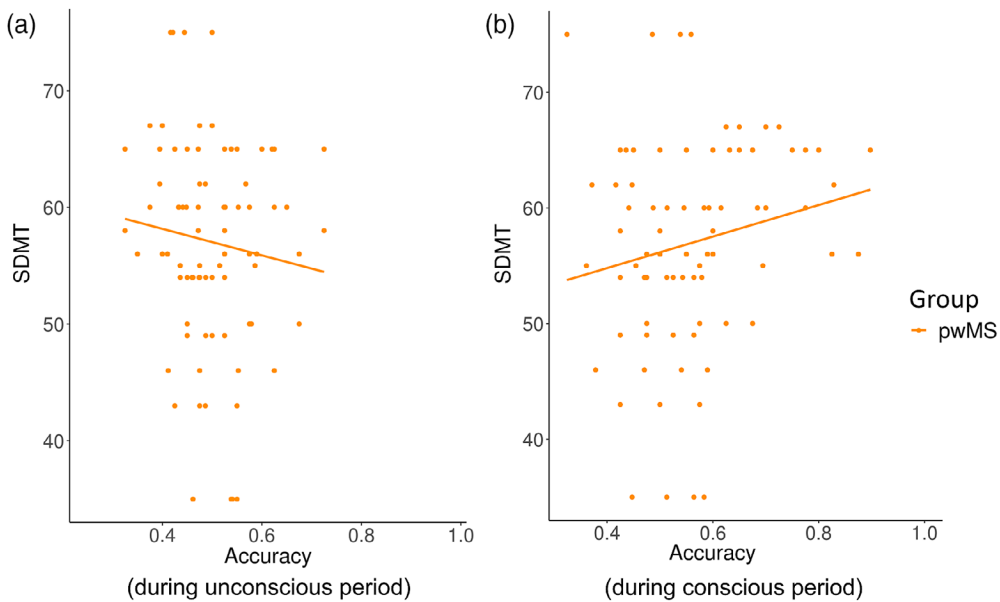 (a)
SDMT
70
60
50
40
0.4 0.6 0.8 1.0
Accuracy
(during unconscious period)
(b)
SDMT
70
60
50
40
0.4 0.6 0.8 1.0
Accuracy
(during conscious period)
Group
pwMS